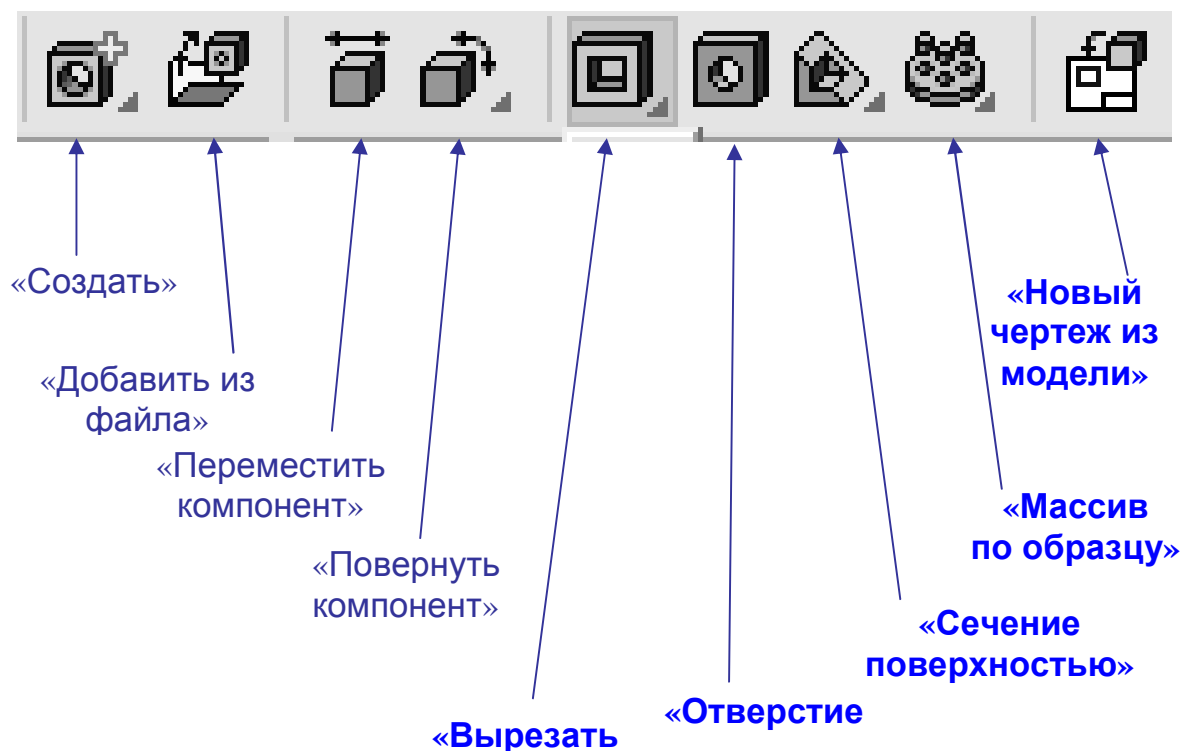 «Создать»
«Добавить из
файла»
«Переместить
компонент»
«Повернуть
компонент»
«Вырезать
«Отверстие
«Сечение
поверхностью»
«Массив
по образцу»
«Новый
чертеж из
модели»